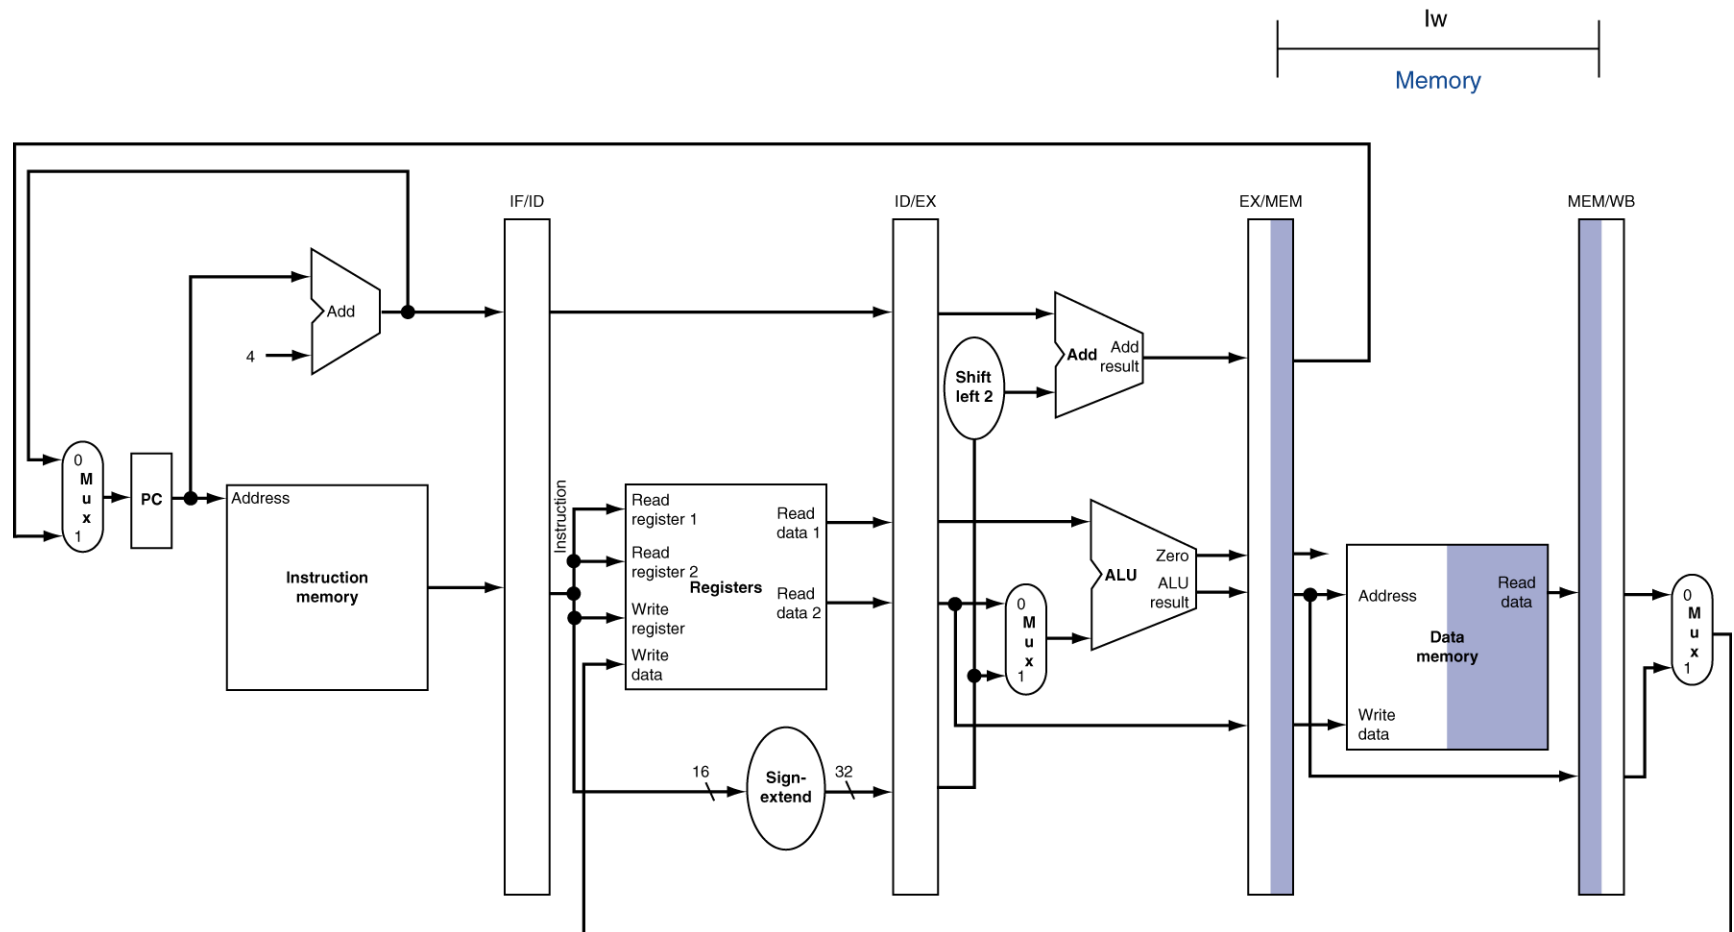 lw
Memory
IF/ID
ID/EX
EX/MEM
MEM/WB
Add
4
Shift
left 2
Add
Add
result
0
M
u
x
1
PC
Address
Instruction
memory
Instruction
Read
register 1
Read
register 2
Registers
Write
register
Write
data
Read
data 1
Read
data 2
16
Sign-
extend
32
0
M
u
x
1
ALU
Zero
ALU
result
Address
Read
data
Data
memory
Write
data
0
M
u
x
1